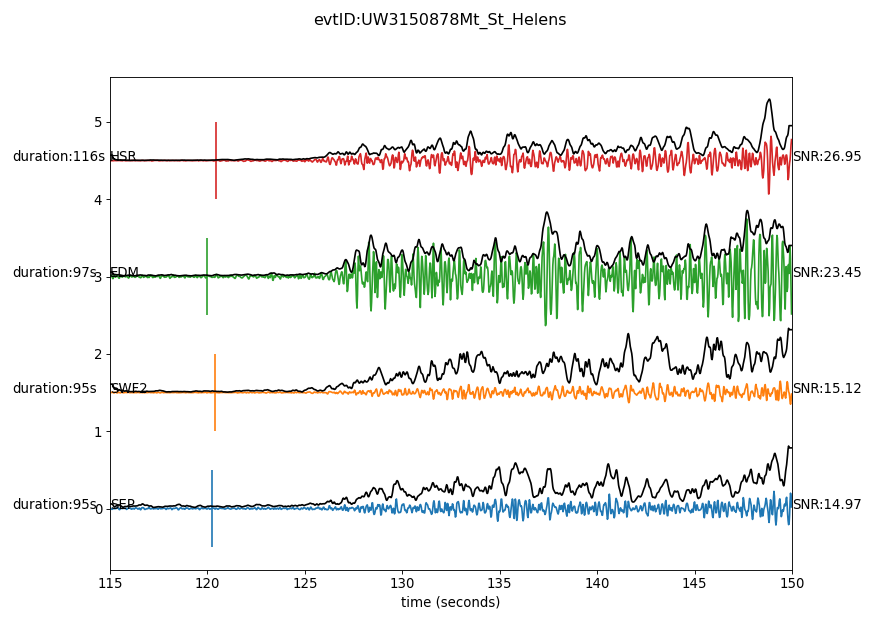 evtID:UW3150878Mt_St_Helens
5
duration:116s HSR SNR:26.95
4
duration:97s EDM SNR:23.45
3
2
duration:95s SWF2 SNR:15.12
1
duration:95s SEP SNR:14.97
0
115 120 125 130 135 140 145 150
time (seconds)